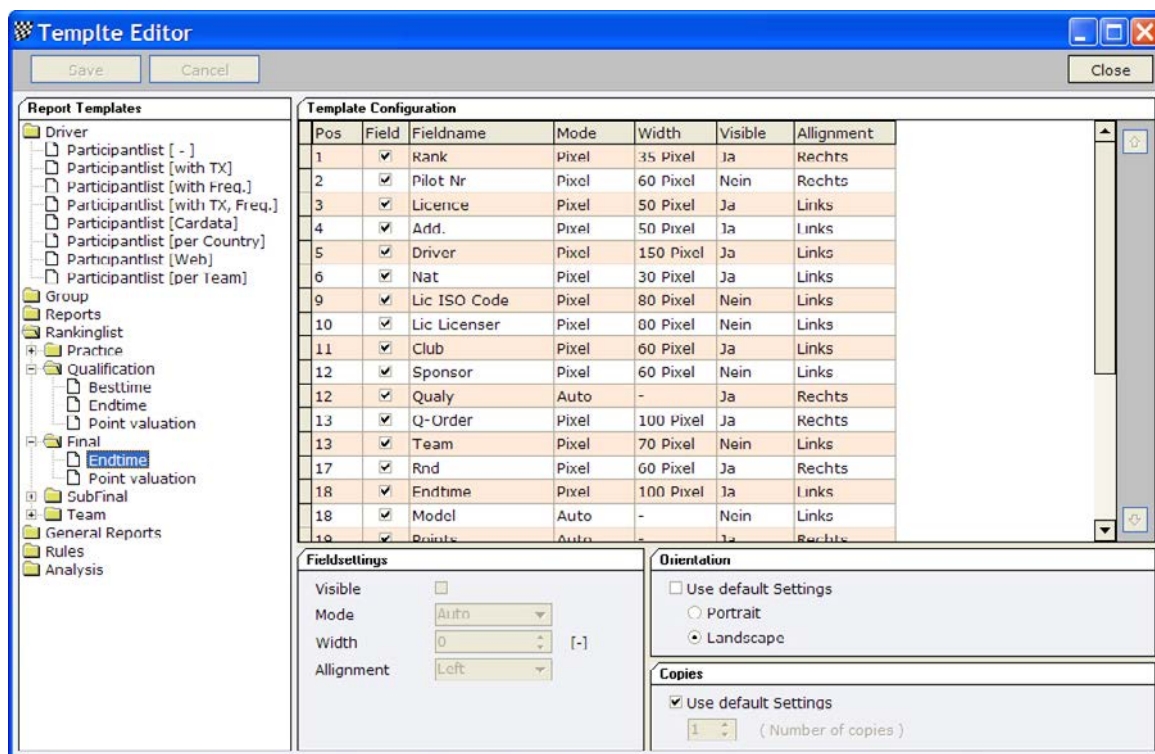 Templte Editor
Save Cancel Close
Report Templates
Driver
Participantlist [ - ]
Participantlist [with TX]
Participantlist [with Freq.]
Participantlist [with TX, Freq.]
Participantlist [Cardata]
Participantlist [per Country]
Participantlist [Web]
Participantlist [per Team]
Group
Reports
Rankinglist
Practice
Qualification
Besttime
Endtime
Point valuation
Final
Endtime
Point valuation
SubFinal
Team
General Reports
Rules
Analysis
Template Configuration
Pos Field Fieldname Mode Width Visible Allignment
1 Rank Pixel 35 Pixel Ja Rechts
2 Pilot Nr Pixel 60 Pixel Nein Rechts
3 Licence Pixel 50 Pixel Ja Links
4 Add. Pixel 50 Pixel Ja Links
5 Driver Pixel 150 Pixel Ja Links
6 Nat Pixel 30 Pixel Ja Links
9 Lic ISO Code Pixel 80 Pixel Nein Links
10 Lic Licenser Pixel 80 Pixel Nein Links
11 Club Pixel 60 Pixel Ja Links
12 Sponsor Pixel 60 Pixel Nein Links
12 Qualy Auto - Ja Rechts
13 Q-Order Pixel 100 Pixel Ja Rechts
13 Team Pixel 70 Pixel Nein Links
17 Rnd Pixel 60 Pixel Ja Rechts
18 Endtime Pixel 100 Pixel Ja Links
18 Model Auto - Nein Links
19 Points Auto - Ja Rechts
Fieldsettings
Visible
Mode Auto
Width 0 [-]
Allignment Left
Orientation
Use default Settings
Portrait
Landscape
Copies
Use default Settings
1 ( Number of copies )